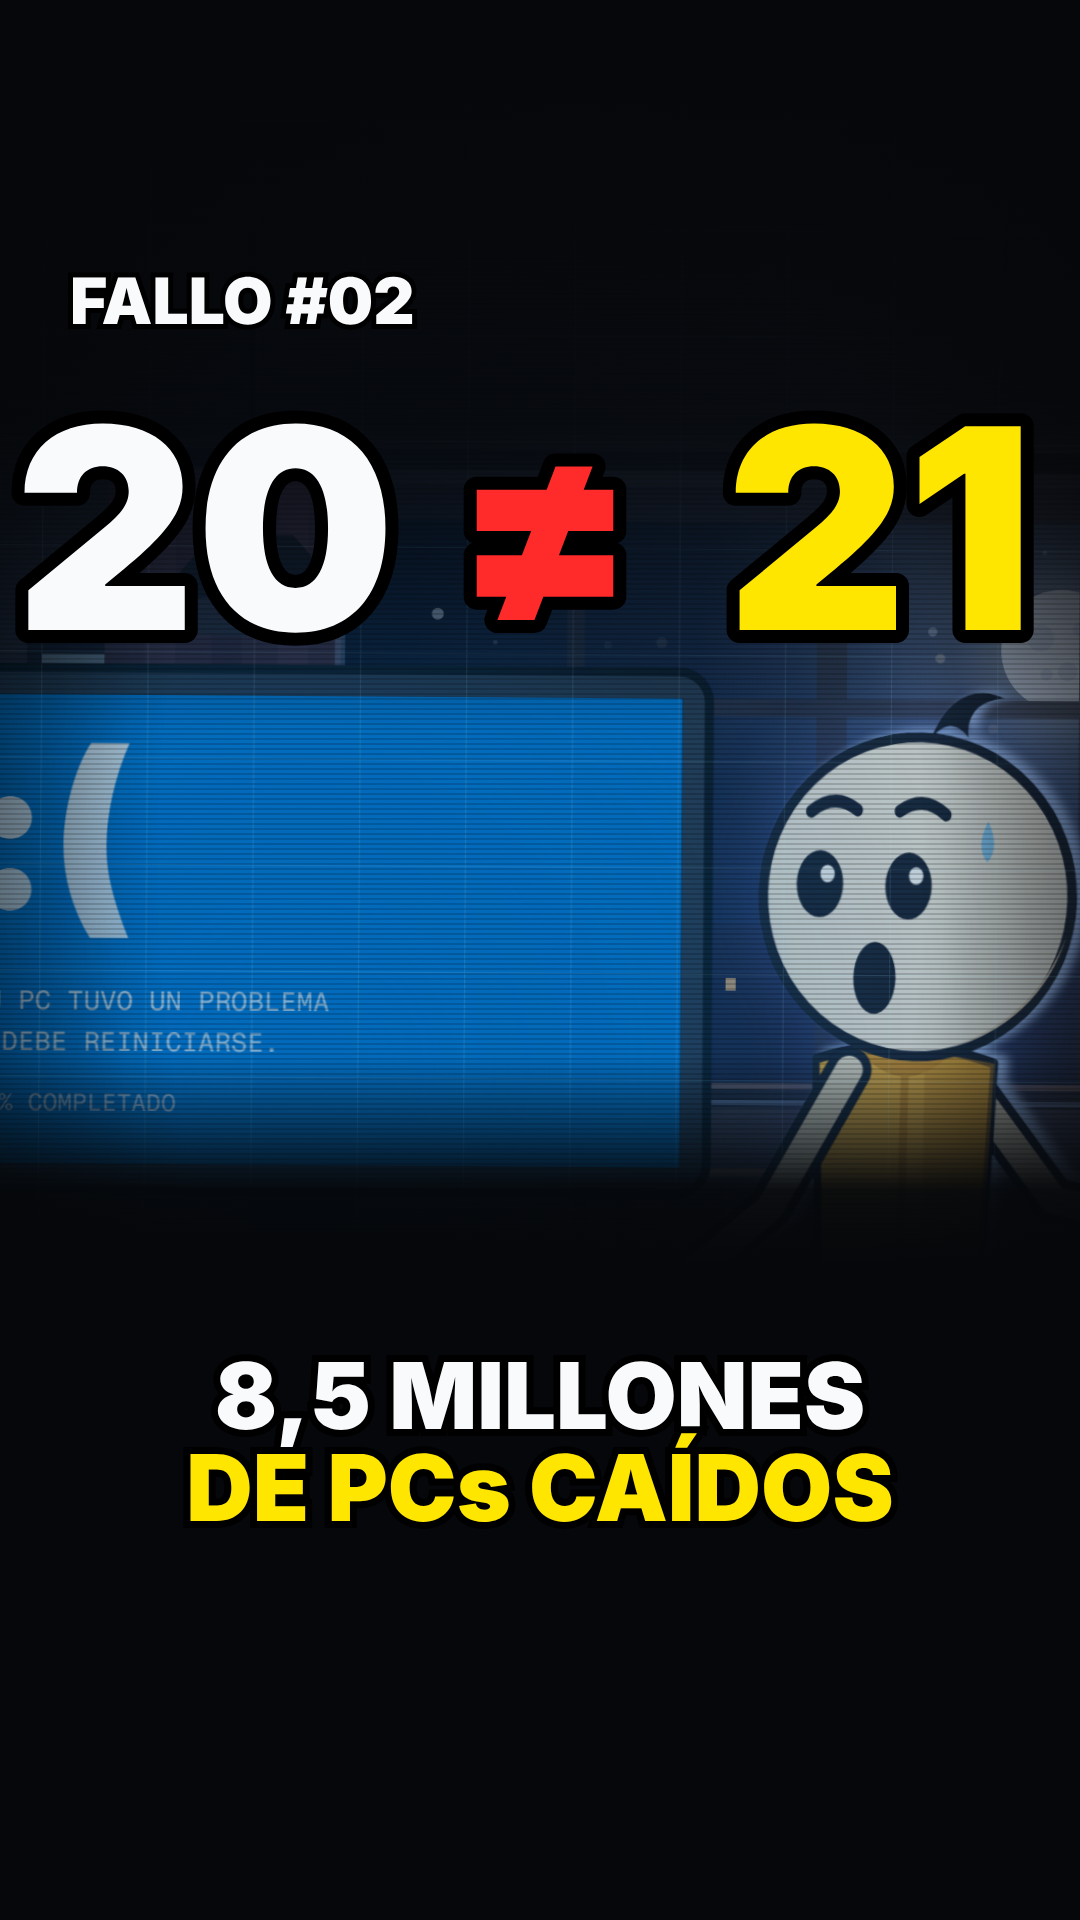 FALLO #02
20 ≠ 21
:(
PC TUVO UN PROBLEMA
DEBE REINICIARSE.
% COMPLETADO
8,5 MILLONES
DE PCs CAÍDOS